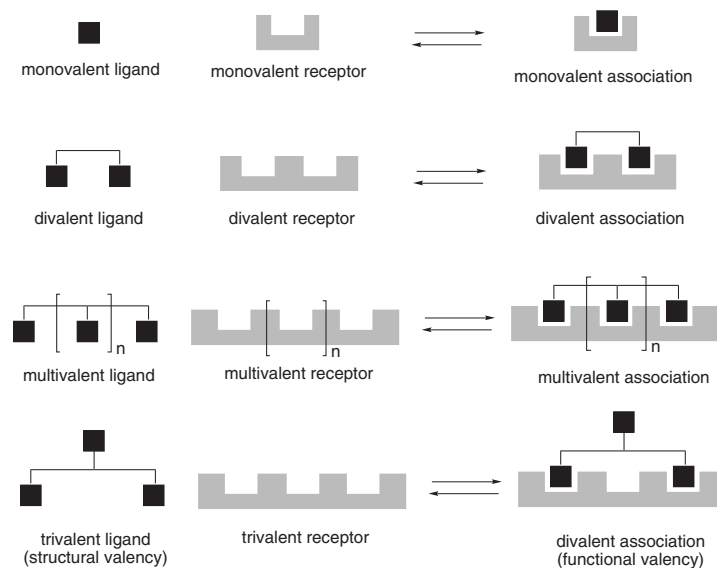 monovalent ligand
monovalent receptor
monovalent association
divalent ligand
divalent receptor
divalent association
n
n
n
multivalent ligand
multivalent receptor
multivalent association
trivalent ligand
(structural valency)
trivalent receptor
divalent association
(functional valency)